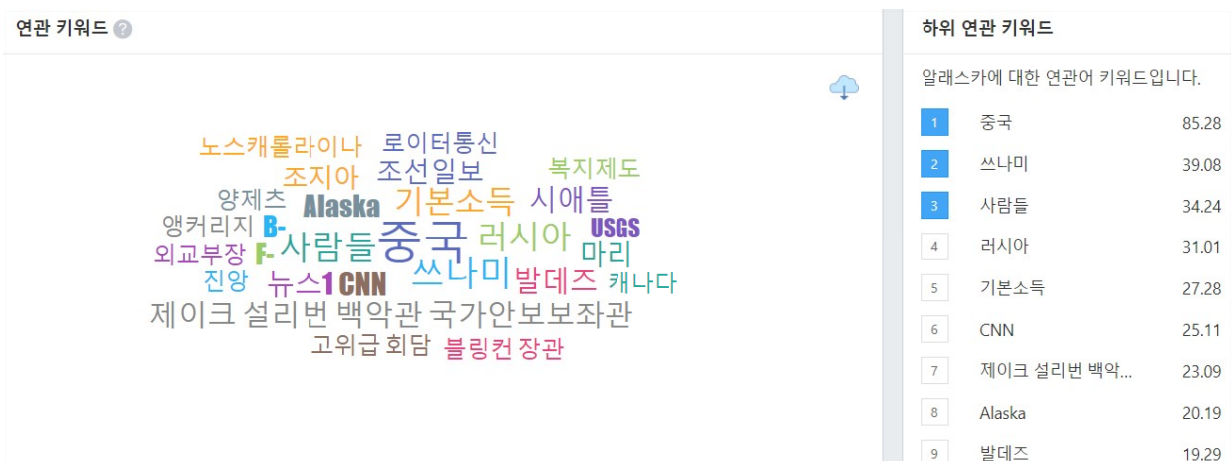 연관 키워드 ?
노스캐롤라이나 로이터통신
조지아 조선일보 복지제도
양제츠 Alaska 기본소득 시애틀
앵커리지 B- 사람들 중국 러시아 USGS
외교부장 F- 마리
진앙 뉴스1 CNN 쓰나미 발데즈 캐나다
제이크 설리번 백악관 국가안보보좌관
고위급 회담 블링컨 장관
하위 연관 키워드
알래스카에 대한 연관어 키워드입니다.
1 중국 85.28
2 쓰나미 39.08
3 사람들 34.24
4 러시아 31.01
5 기본소득 27.28
6 CNN 25.11
7 제이크 설리번 백악... 23.09
8 Alaska 20.19
9 발데즈 19.29